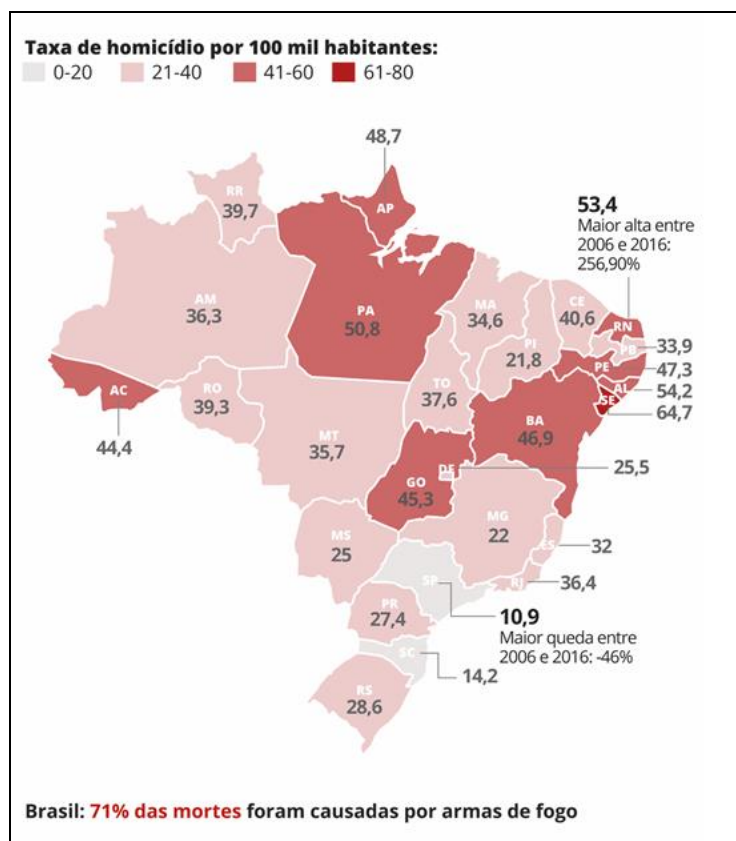 Taxa de homicídio por 100 mil habitantes:
0-20 21-40 41-60 61-80
48,7
RR
39,7
AP
53,4
Maior alta entre
2006 e 2016:
256,90%
AM
36,3
PA
50,8
MA
34,6
CE
40,6
RN
PI
21,8
PB
33,9
PE
47,3
AC
44,4
RO
39,3
TO
37,6
AL
54,2
SE
64,7
BA
46,9
MT
35,7
GO
45,3
DF
25,5
MG
22
MS
25
ES
32
RJ
36,4
SP
10,9
Maior queda entre
2006 e 2016: -46%
PR
27,4
SC
14,2
RS
28,6
Brasil: 71% das mortes foram causadas por armas de fogo